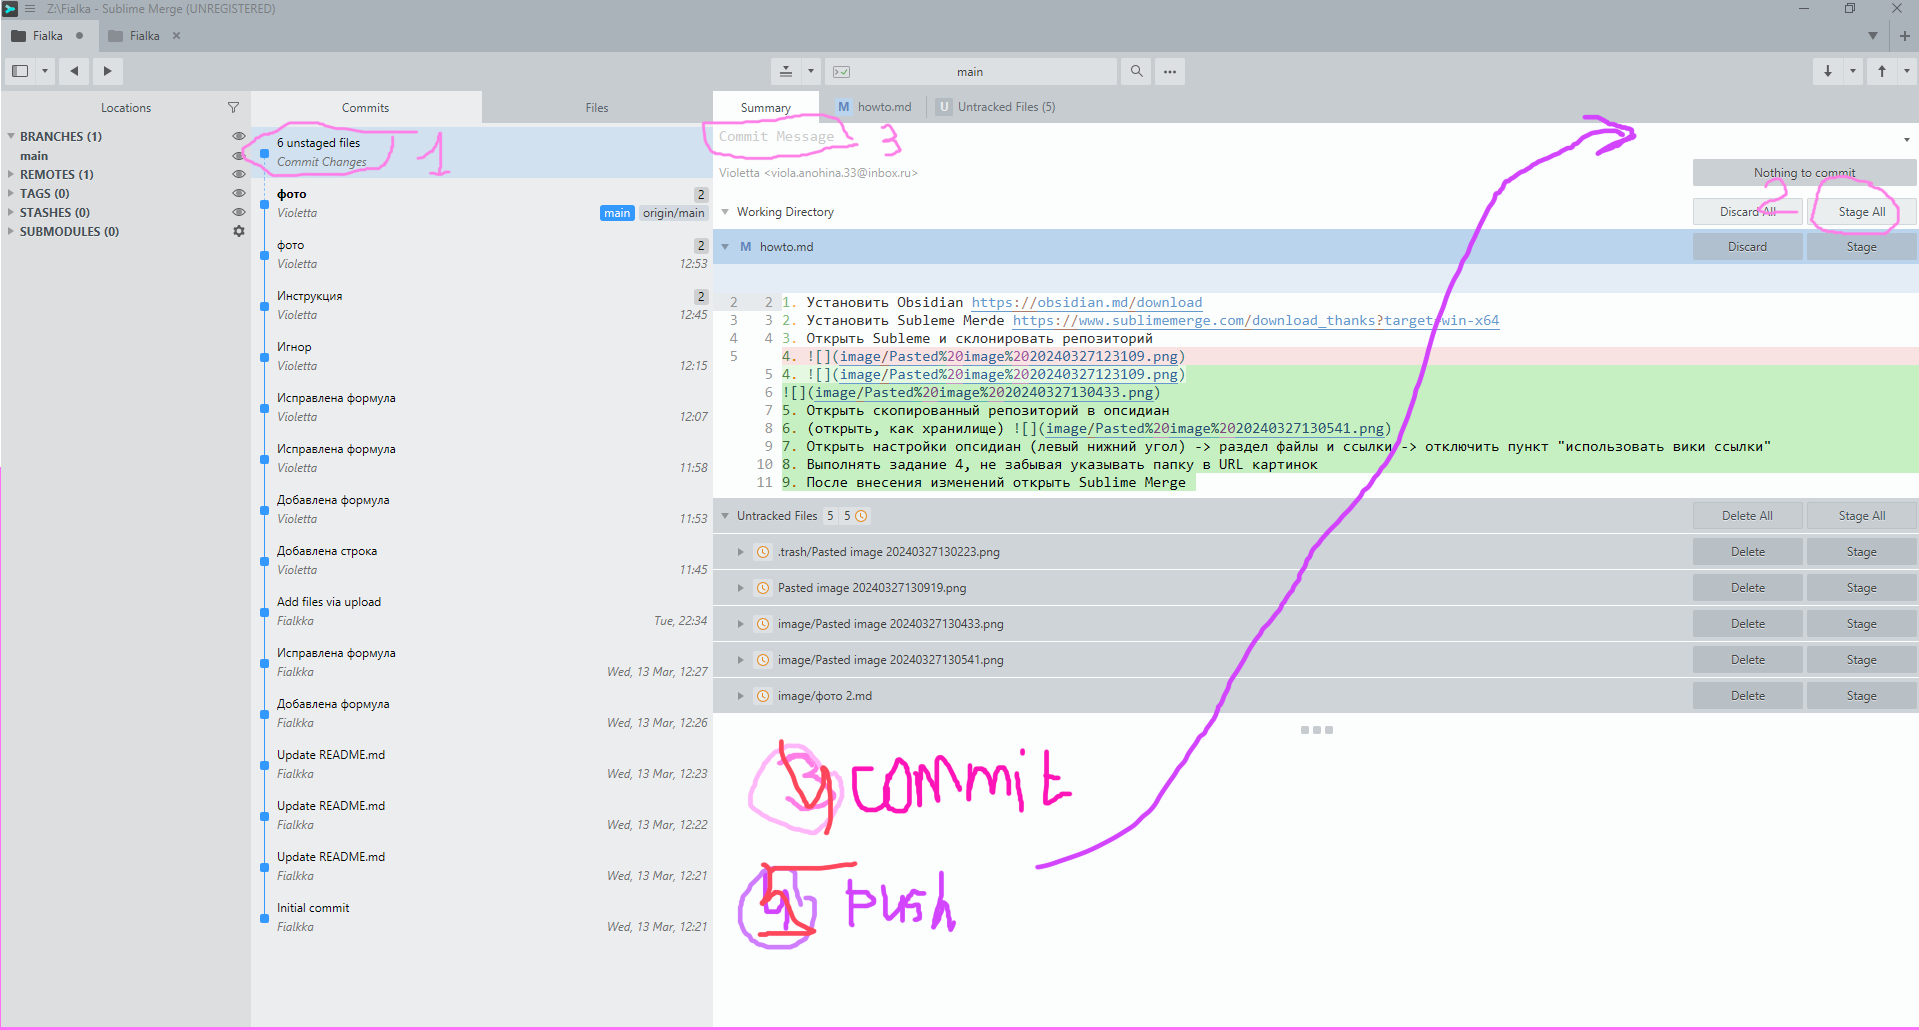 Z:\Fialka - Sublime Merge (UNREGISTERED)
Fialka
Fialka
main
Locations
BRANCHES (1)
main
REMOTES (1)
TAGS (0)
STASHES (0)
SUBMODULES (0)
Commits
Files
6 unstaged files
Commit Changes
1
фото
2
Violetta
main
origin/main
фото
2
Violetta
12:53
Инструкция
2
Violetta
12:45
Игнор
Violetta
12:15
Исправлена формула
Violetta
12:07
Исправлена формула
Violetta
11:58
Добавлена формула
Violetta
11:53
Добавлена строка
Violetta
11:45
Add files via upload
Fialkka
Tue, 22:34
Исправлена формула
Fialkka
Wed, 13 Mar, 12:27
Добавлена формула
Fialkka
Wed, 13 Mar, 12:26
Update README.md
Fialkka
Wed, 13 Mar, 12:23
Update README.md
Fialkka
Wed, 13 Mar, 12:22
Update README.md
Fialkka
Wed, 13 Mar, 12:21
Initial commit
Fialkka
Wed, 13 Mar, 12:21
Summary
M howto.md
U Untracked Files (5)
Commit Message
3
Violetta <viola.anohina.33@inbox.ru>
Nothing to commit
2
Working Directory
Discard All
Stage All
M howto.md
Discard
Stage
2 2 1. Установить Obsidian https://obsidian.md/download
3 3 2. Установить Subleme Merde https://www.sublimemerge.com/download_thanks?target=win-x64
4 4 3. Открыть Subleme и склонировать репозиторий
5 4. ![](image/Pasted%20image%2020240327123109.png)
5 4. ![](image/Pasted%20image%2020240327123109.png)
6 ![](image/Pasted%20image%2020240327130433.png)
7 5. Открыть скопированный репозиторий в опсидиан
8 6. (открыть, как хранилище) ![](image/Pasted%20image%2020240327130541.png)
9 7. Открыть настройки опсидиан (левый нижний угол) -> раздел файлы и ссылки -> отключить пункт "использовать вики ссылки"
10 8. Выполнять задание 4, не забывая указывать папку в URL картинок
11 9. После внесения изменений открыть Sublime Merge
Untracked Files 5 5
Delete All
Stage All
.trash/Pasted image 20240327130223.png
Delete
Stage
Pasted image 20240327130919.png
Delete
Stage
image/Pasted image 20240327130433.png
Delete
Stage
image/Pasted image 20240327130541.png
Delete
Stage
image/фото 2.md
Delete
Stage
commit
push